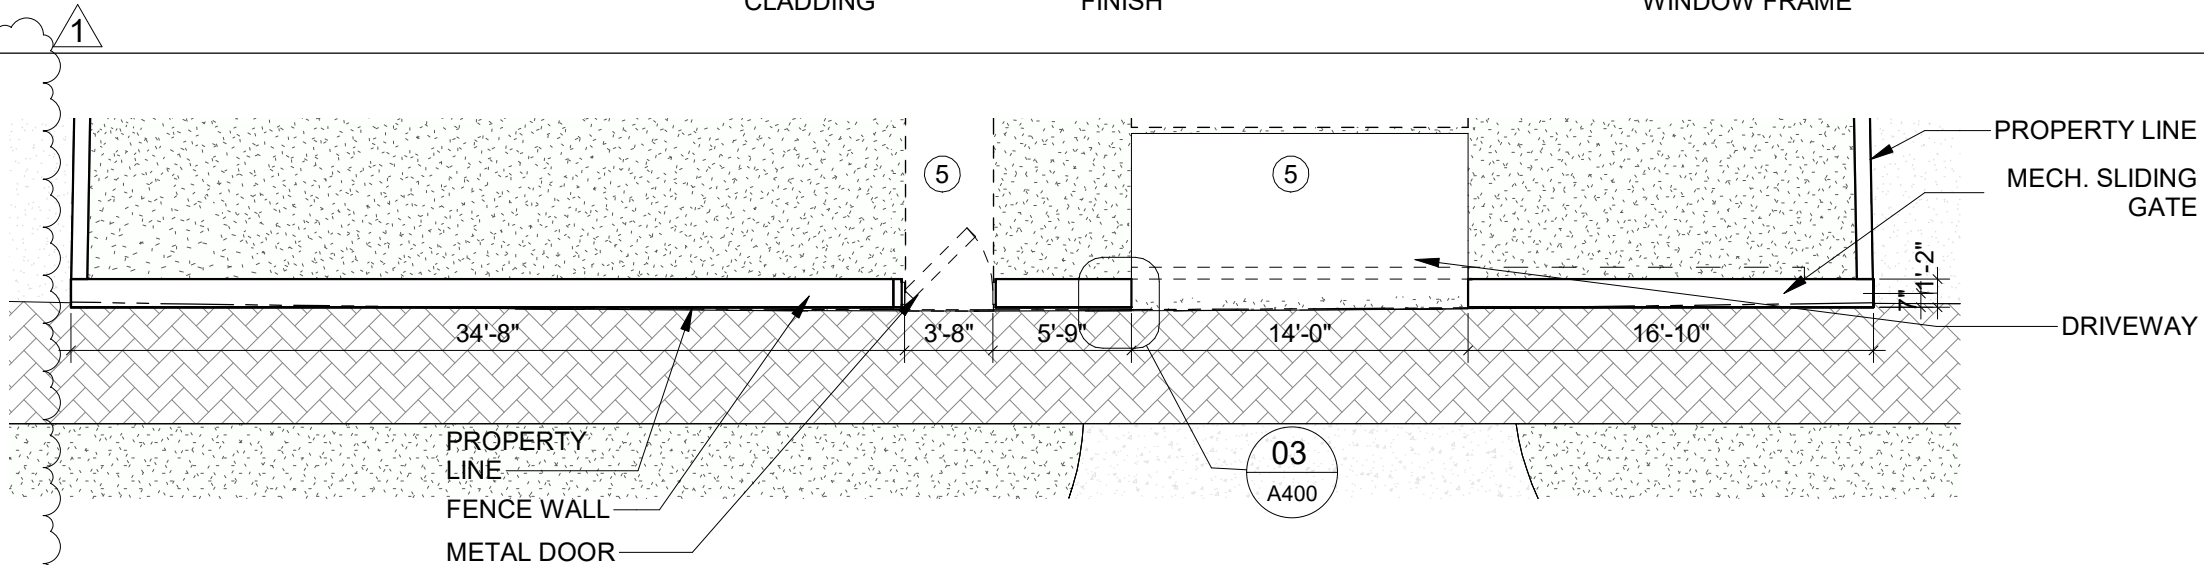 CLADDING
FINISH
WINDOW FRAME
1
PROPERTY LINE
MECH. SLIDING
GATE
5
5
1'-2"
7"
34'-8"
3'-8"
5'-9"
14'-0"
16'-10"
DRIVEWAY
PROPERTY
LINE
FENCE WALL
METAL DOOR
03
A400